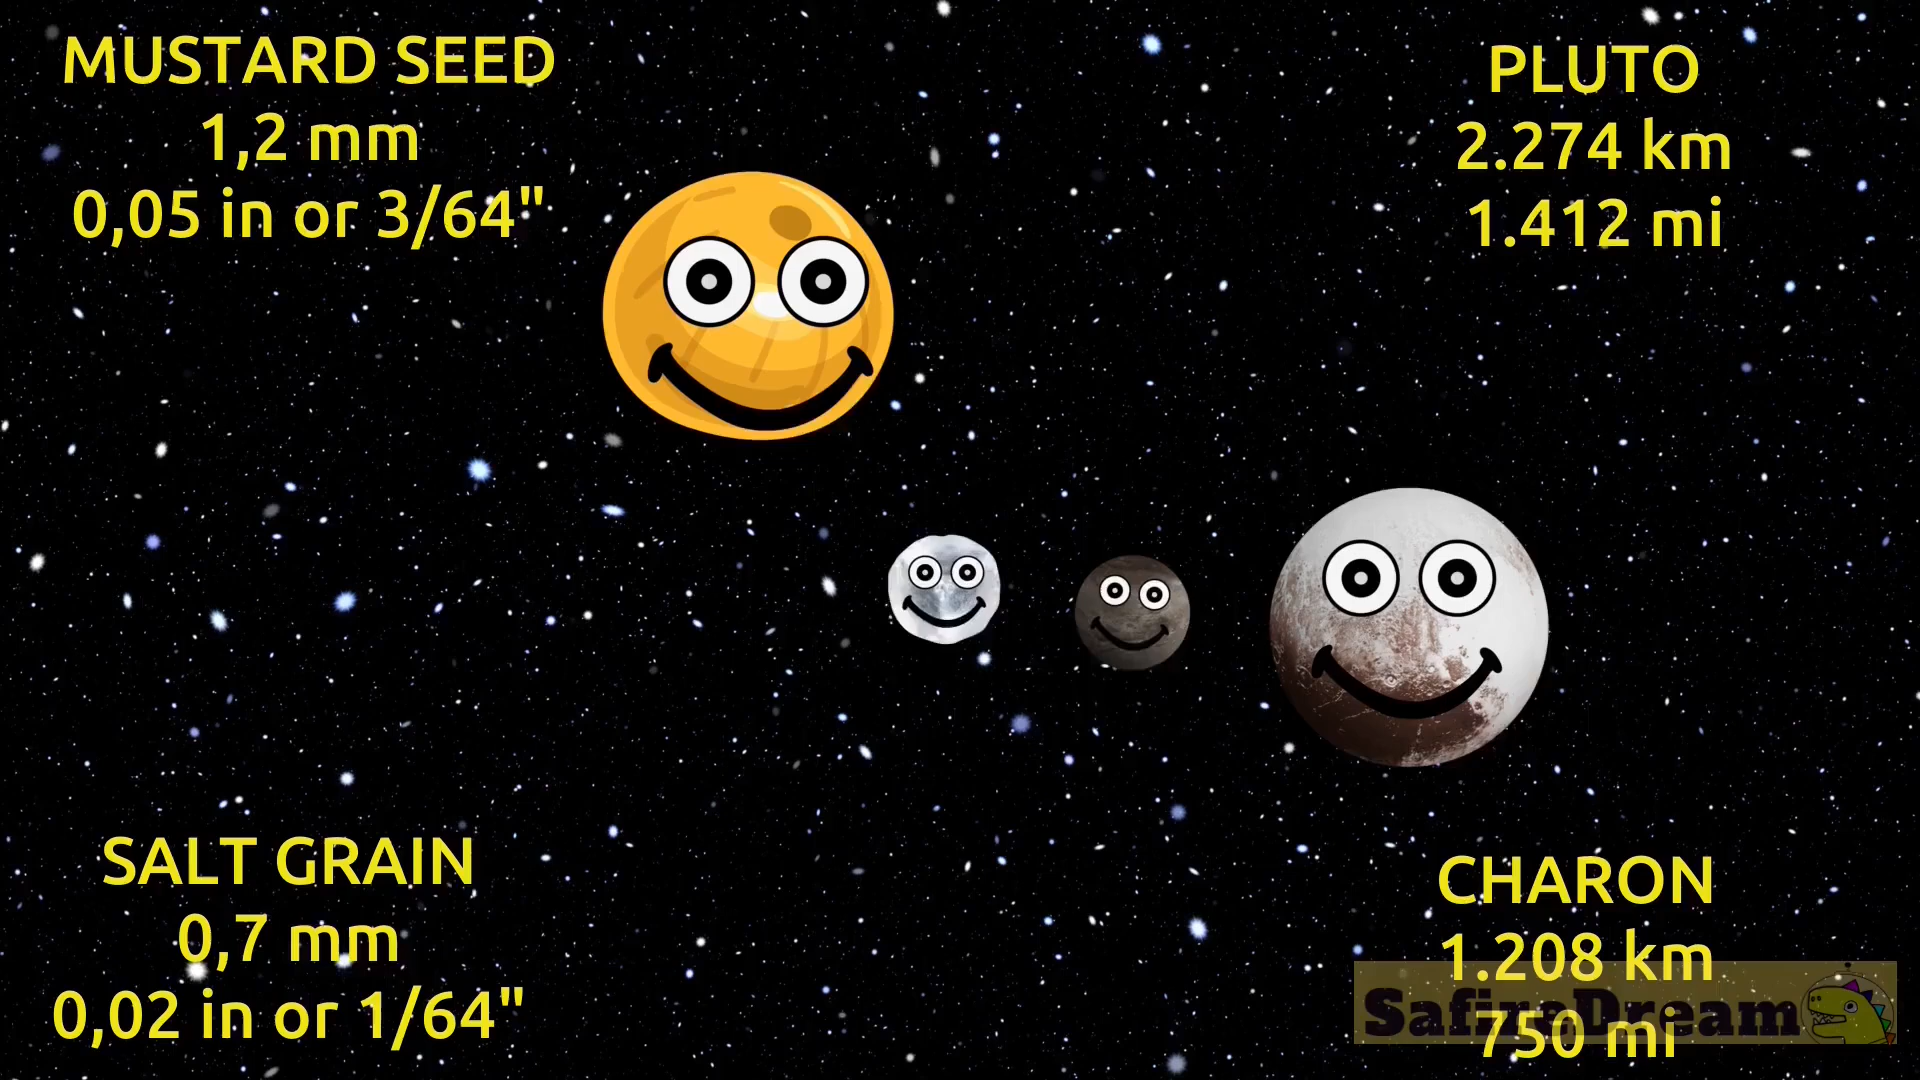 MUSTARD SEED
1,2 mm
0,05 in or 3/64"
PLUTO
2.274 km
1.412 mi
SALT GRAIN
0,7 mm
0,02 in or 1/64"
CHARON
1.208 km
750 mi
SafireDream